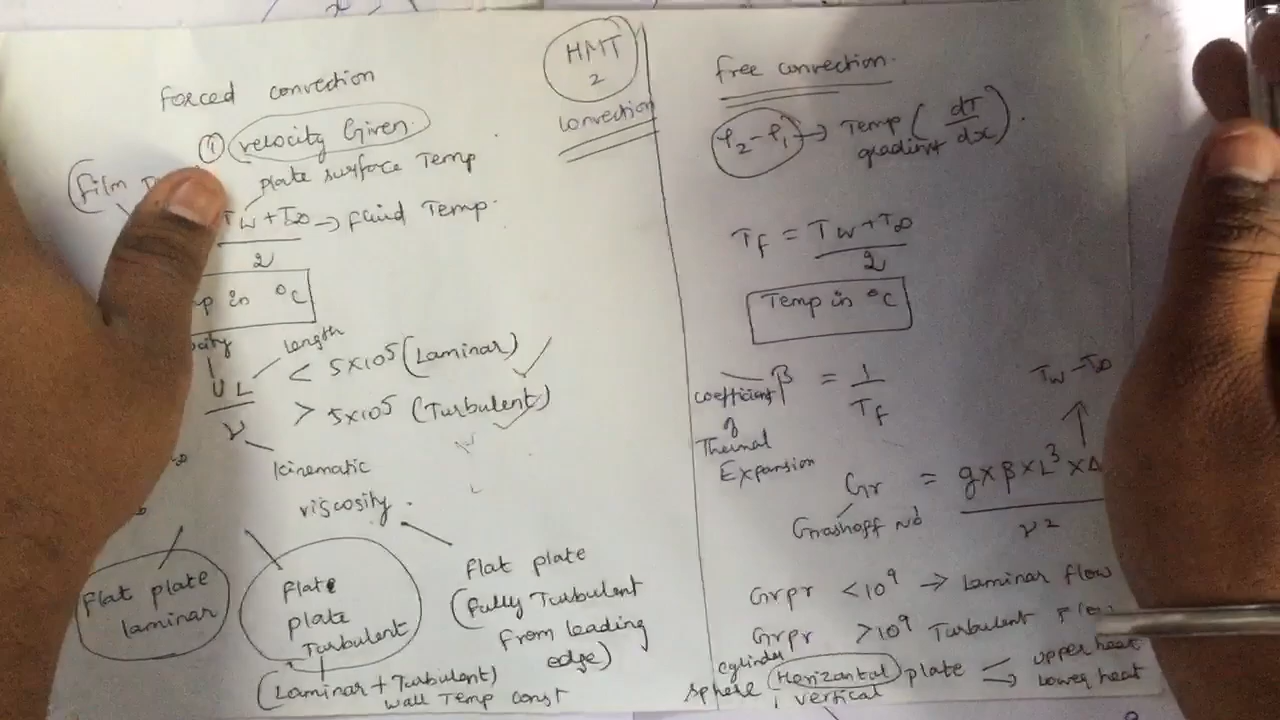 HMT
2
Convection
Forced convection
① velocity Given.
plate surface Temp
Film
Tw + T∞ → Fluid Temp.
2
in °C
Length
UL
ν
< 5×10⁵ (Laminar)
> 5×10⁵ (Turbulent)
kinematic
viscosity.
Flat plate
laminar
Flate
plate
Turbulent
(Laminar + Turbulent)
wall Temp const
Flat plate
(fully Turbulent
from leading
edge)
free convection.
ρ₂ - ρ₁ → Temp (dT/dx).
gradient
Tf = Tw + T∞
2
Temp in °C
β = 1
Tf
coefficient
of
Thermal
Expansion
Tw - T∞
Gr = g×β×L³×Δ
ν²
Grashoff No
Grpr < 10⁹ → Laminar flow
Grpr > 10⁹ Turbulent Flow
cylinder
sphere Horizantal plate upper heat
, vertical → Lower heat